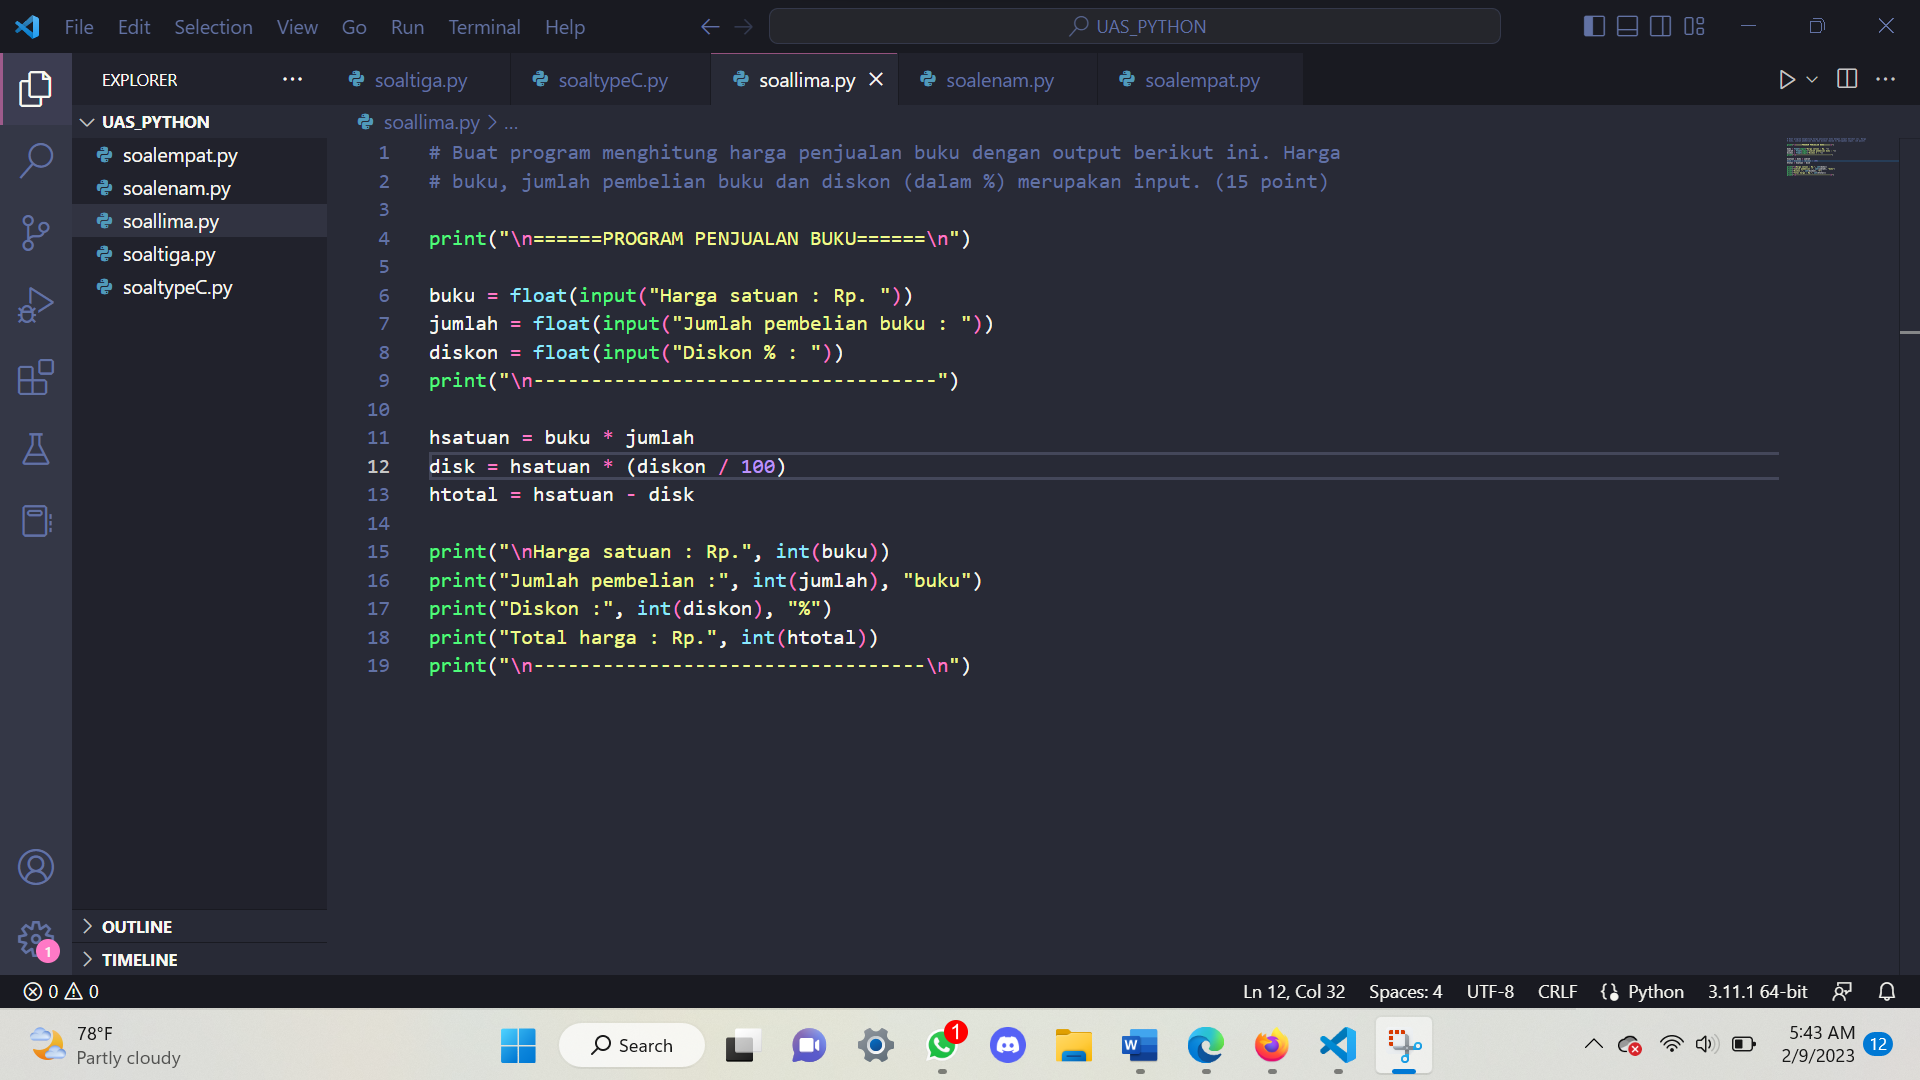 File Edit Selection View Go Run Terminal Help UAS_PYTHON
EXPLORER
soaltiga.py soaltypeC.py soallima.py soalenam.py soalempat.py
UAS_PYTHON
soalempat.py
soalenam.py
soallima.py
soaltiga.py
soaltypeC.py
OUTLINE
TIMELINE
soallima.py > ...
1 # Buat program menghitung harga penjualan buku dengan output berikut ini. Harga
2 # buku, jumlah pembelian buku dan diskon (dalam %) merupakan input. (15 point)
3
4 print("\n======PROGRAM PENJUALAN BUKU======\n")
5
6 buku = float(input("Harga satuan : Rp. "))
7 jumlah = float(input("Jumlah pembelian buku : "))
8 diskon = float(input("Diskon % : "))
9 print("\n-----------------------------------")
10
11 hsatuan = buku * jumlah
12 disk = hsatuan * (diskon / 100)
13 htotal = hsatuan - disk
14
15 print("\nHarga satuan : Rp.", int(buku))
16 print("Jumlah pembelian :", int(jumlah), "buku")
17 print("Diskon :", int(diskon), "%")
18 print("Total harga : Rp.", int(htotal))
19 print("\n----------------------------------\n")
1
0 0 Ln 12, Col 32 Spaces: 4 UTF-8 CRLF Python 3.11.1 64-bit
78°F
Partly cloudy
Search
1
W
5:43 AM
2/9/2023
12